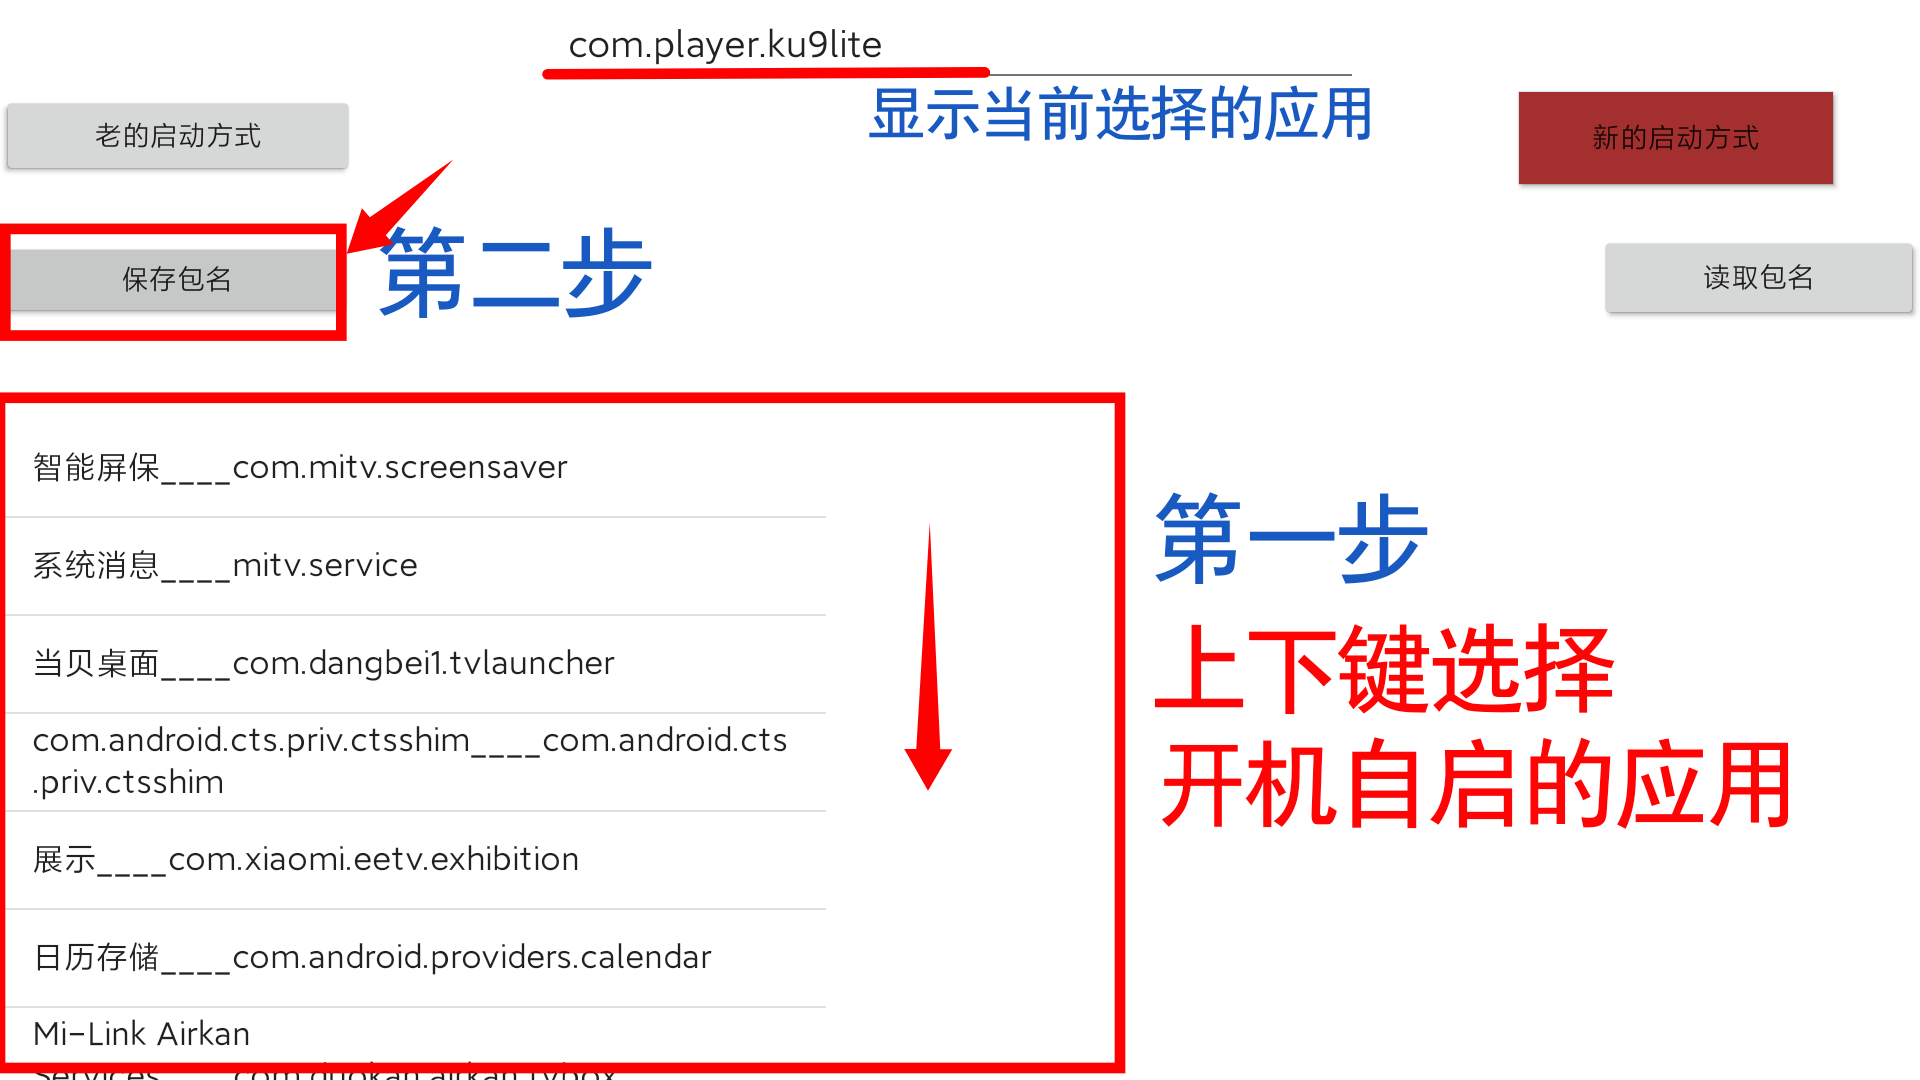 com.player.ku9lite
显示当前选择的应用
老的启动方式
新的启动方式
保存包名
第二步
读取包名
智能屏保____com.mitv.screensaver
系统消息____mitv.service
当贝桌面____com.dangbei1.tvlauncher
com.android.cts.priv.ctsshim____com.android.cts
.priv.ctsshim
展示____com.xiaomi.eetv.exhibition
日历存储____com.android.providers.calendar
Mi-Link Airkan
Services____com.duokan.airkan.tvbox
第一步
上下键选择
开机自启的应用